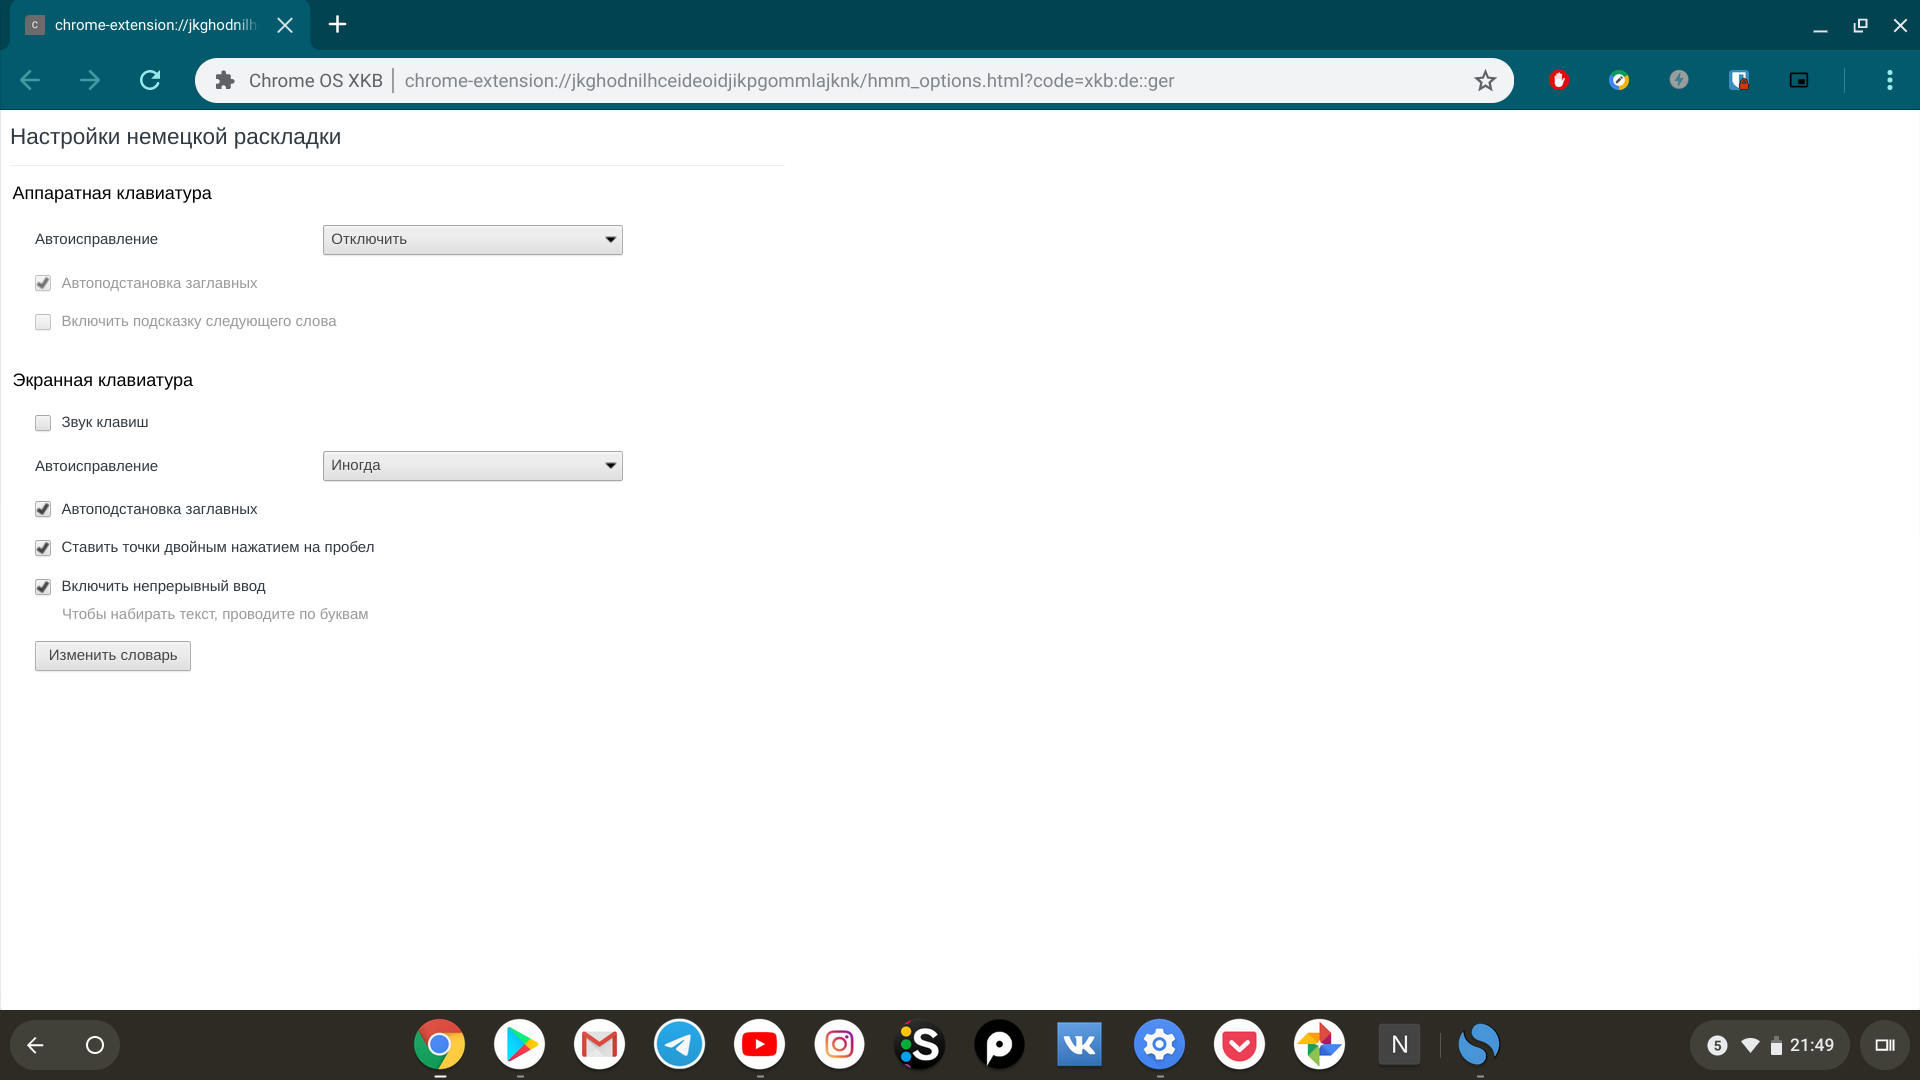 c chrome-extension://jkghodnilh
Chrome OS XKB chrome-extension://jkghodnilhceideoidjikpgommlajknk/hmm_options.html?code=xkb:de::ger
Настройки немецкой раскладки
Аппаратная клавиатура
Автоисправление Отключить
Автоподстановка заглавных
Включить подсказку следующего слова
Экранная клавиатура
Звук клавиш
Автоисправление Иногда
Автоподстановка заглавных
Ставить точки двойным нажатием на пробел
Включить непрерывный ввод
Чтобы набирать текст, проводите по буквам
Изменить словарь
S N 5 21:49